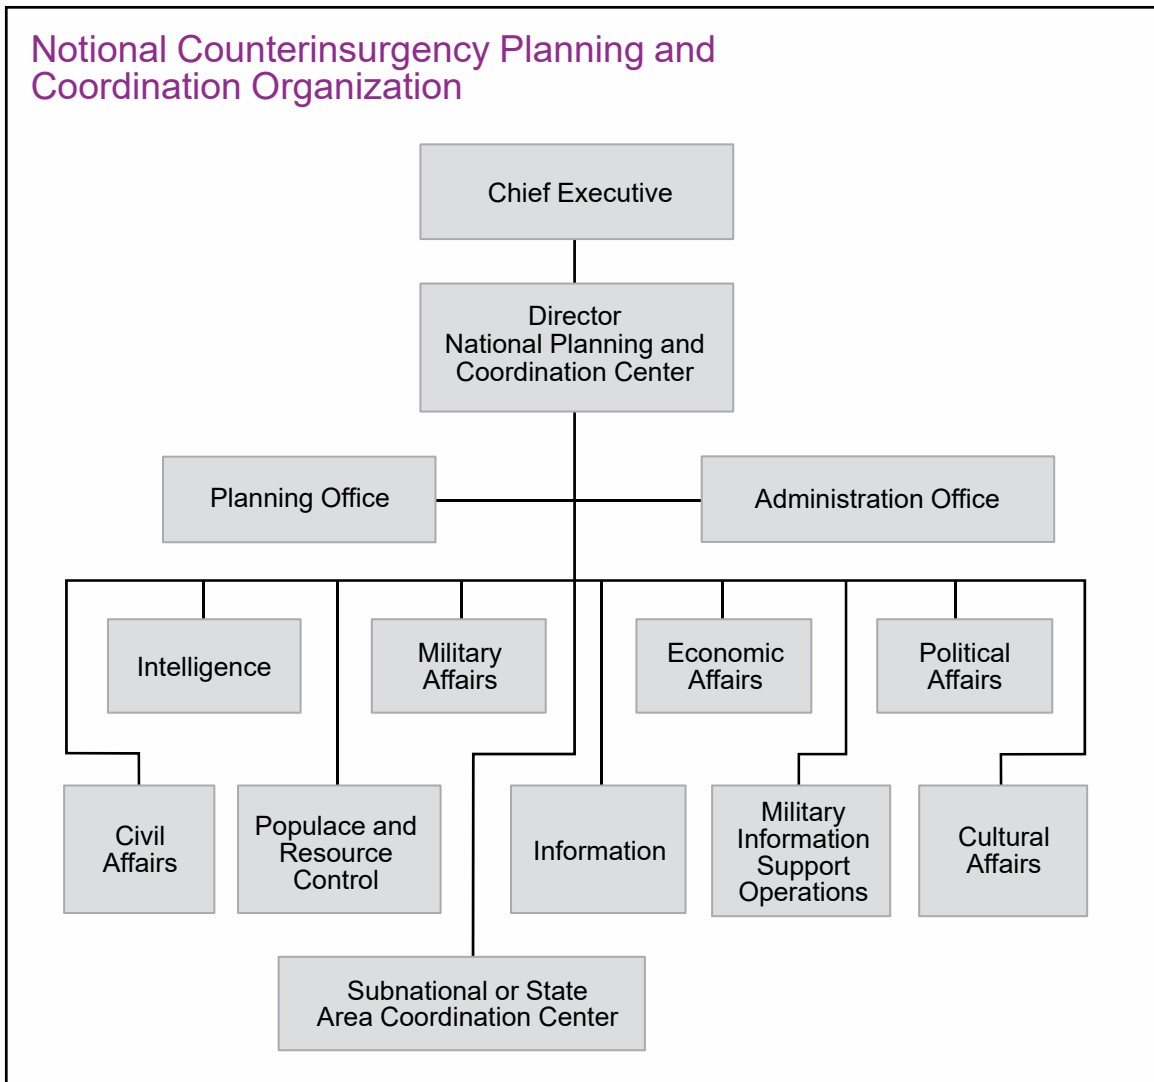 Notional Counterinsurgency Planning and
Coordination Organization
Chief Executive
Director
National Planning and
Coordination Center
Planning Office
Administration Office
Intelligence
Military
Affairs
Economic
Affairs
Political
Affairs
Civil
Affairs
Populace and
Resource
Control
Information
Military
Information
Support
Operations
Cultural
Affairs
Subnational or State
Area Coordination Center